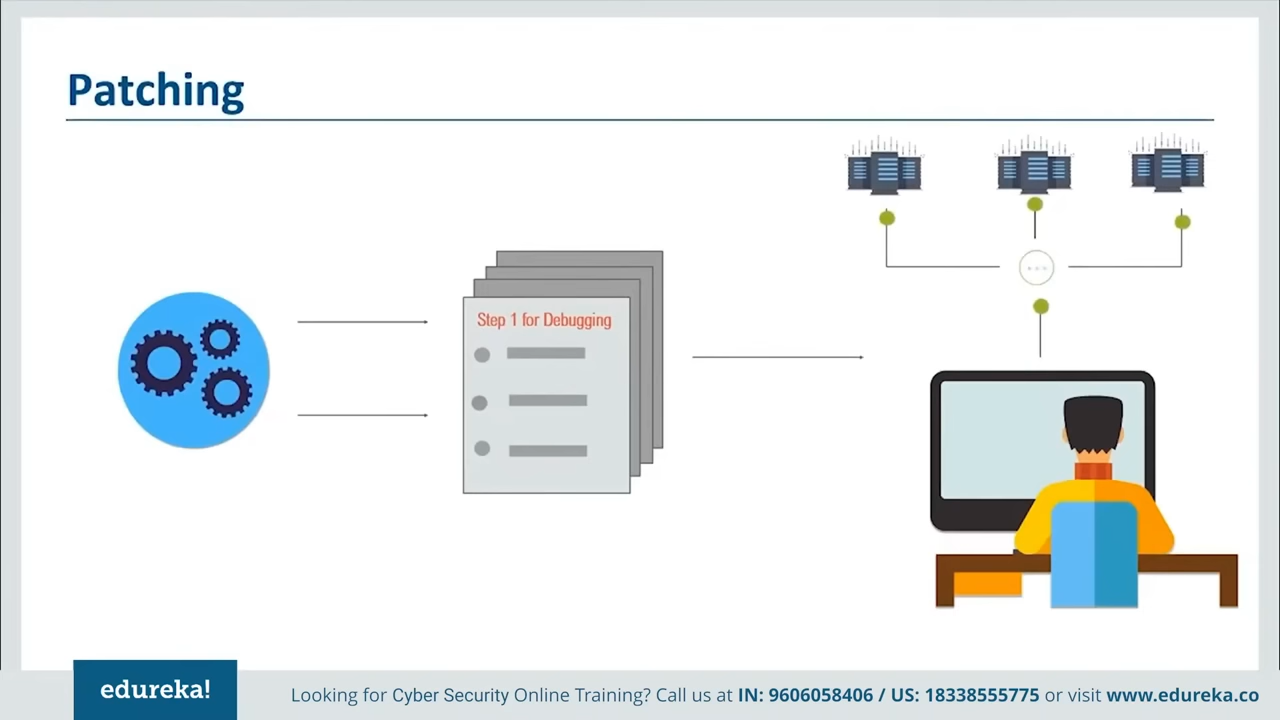 Patching
Step 1 for Debugging
edureka!
Looking for Cyber Security Online Training? Call us at IN: 9606058406 / US: 18338555775 or visit www.edureka.co